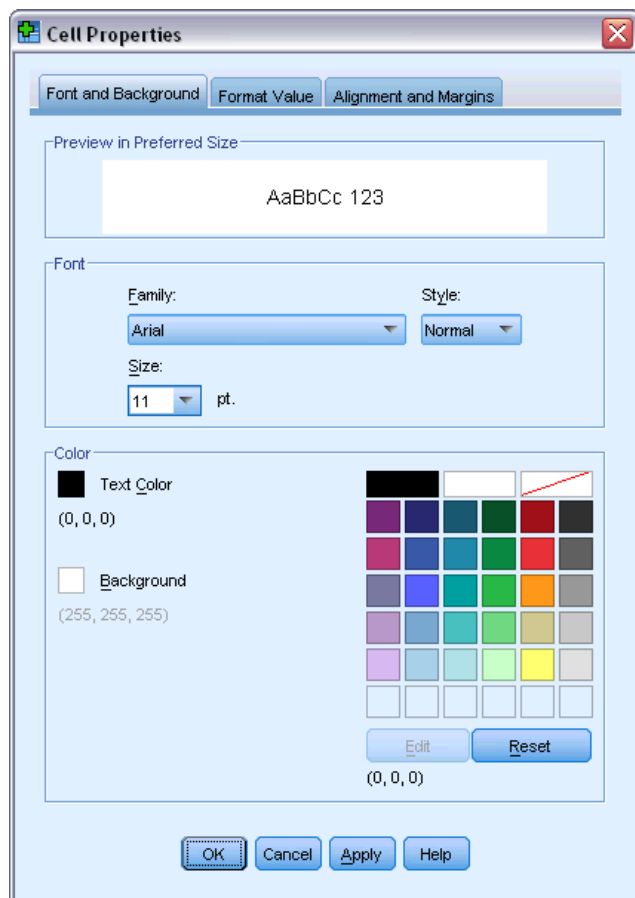 Cell Properties
Font and Background Format Value Alignment and Margins
Preview in Preferred Size
AaBbCc 123
Font
Family: Style:
Arial Normal
Size:
11 pt.
Color
Text Color
(0, 0, 0)
Background
(255, 255, 255)
Edit Reset
(0, 0, 0)
OK Cancel Apply Help